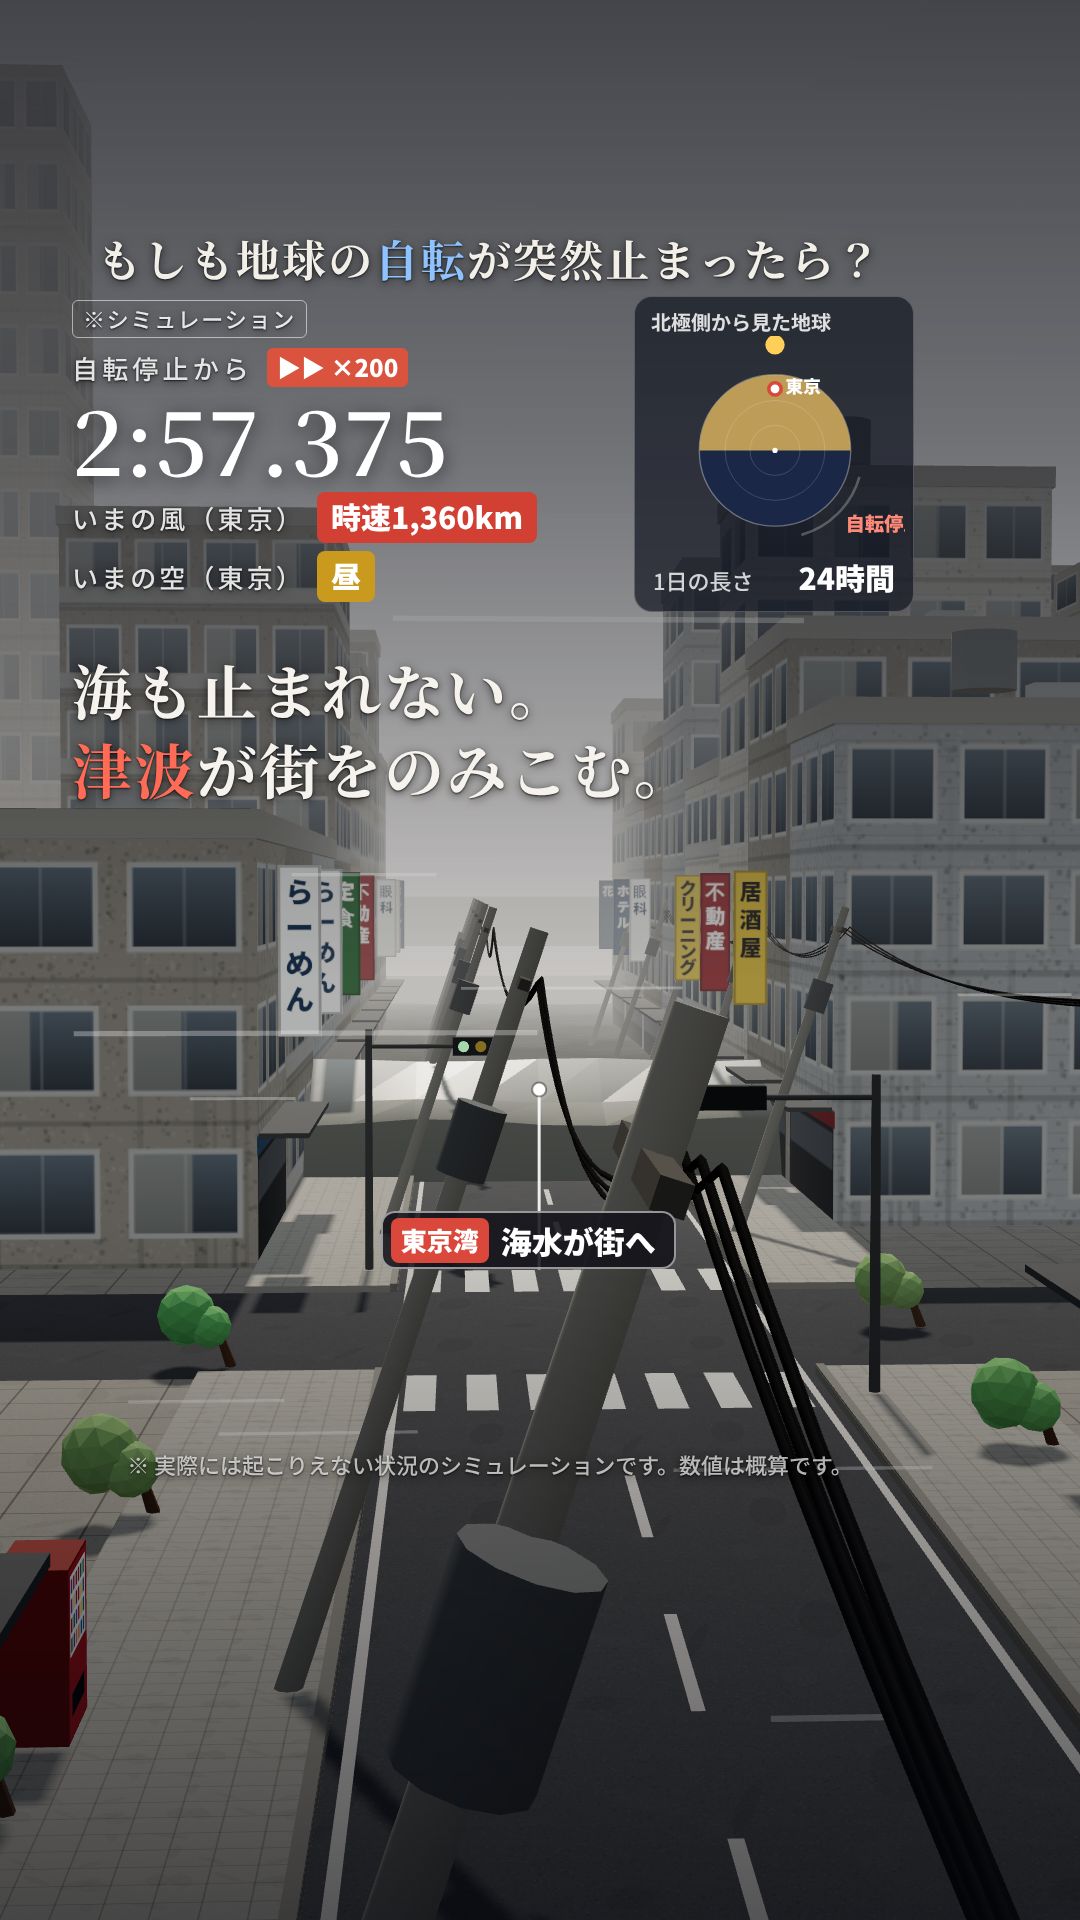 もしも地球の自転が突然止まったら？
※シミュレーション
自転停止から ▶▶ ×200
2:57.375
いまの風（東京） 時速1,360km
いまの空（東京） 昼
北極側から見た地球
東京
自転停
1日の長さ 24時間
海も止まれない。
津波が街をのみこむ。
らーめん
らーめん
定食
不動産
眼科
花
ホテル
眼科
クリーニング
不動産
居酒屋
東京湾 海水が街へ
※ 実際には起こりえない状況のシミュレーションです。数値は概算です。